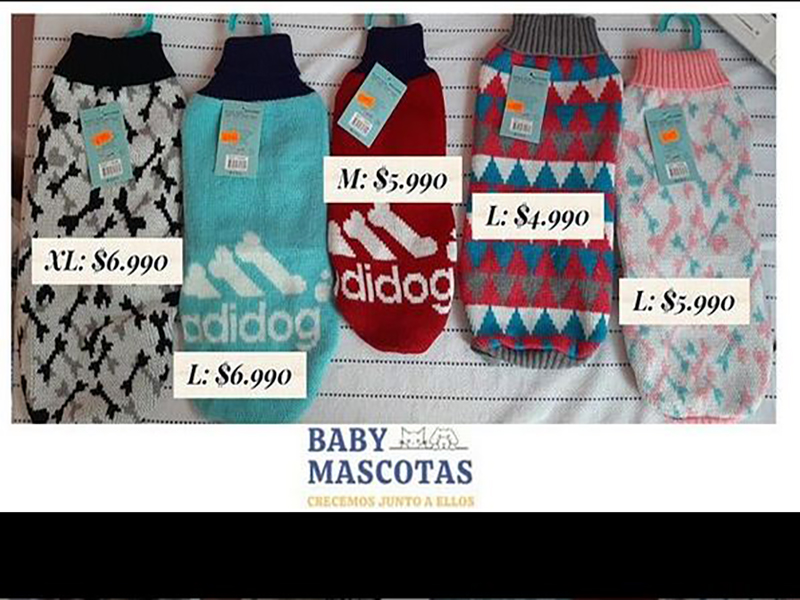 XL: $6.990
adidog
L: $6.990
M: $5.990
adidog
L: $4.990
L: $5.990
BABY
MASCOTAS
CRECEMOS JUNTO A ELLOS